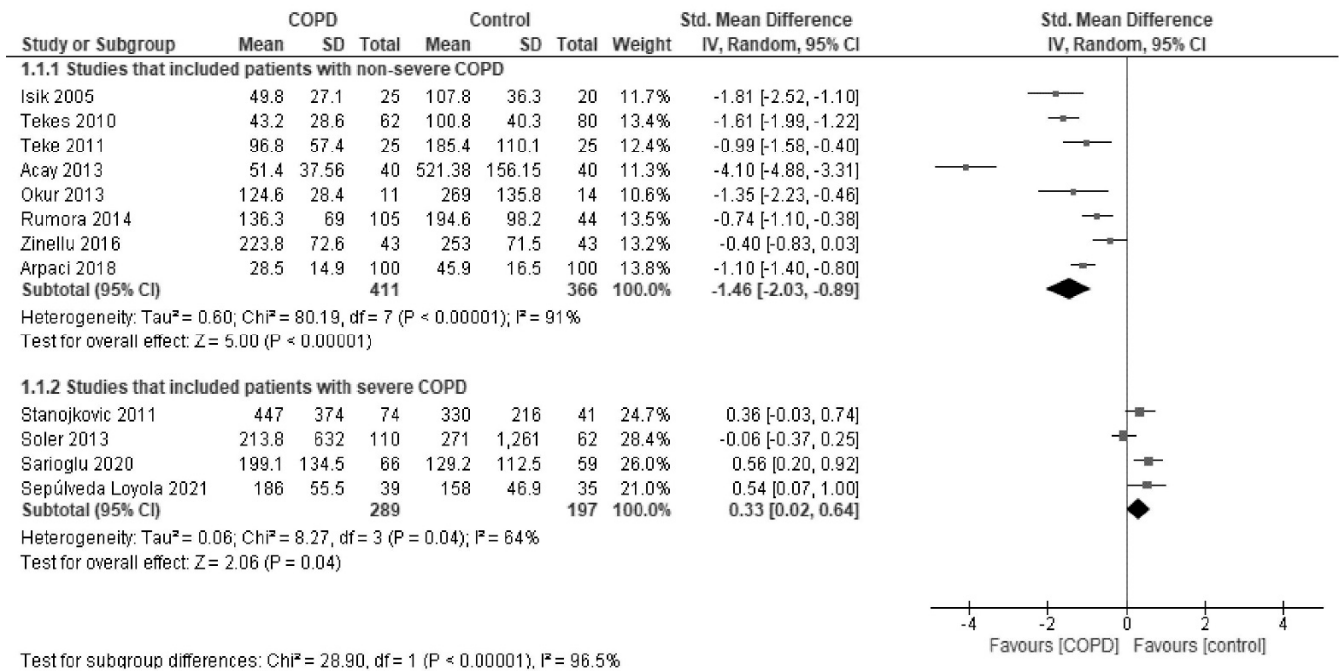 COPD Control Std. Mean Difference Std. Mean Difference
Study or Subgroup Mean SD Total Mean SD Total Weight IV, Random, 95% CI IV, Random, 95% CI
1.1.1 Studies that included patients with non-severe COPD
Isik 2005 49.8 27.1 25 107.8 36.3 20 11.7% -1.81 [-2.52, -1.10]
Tekes 2010 43.2 28.6 62 100.8 40.3 80 13.4% -1.61 [-1.99, -1.22]
Teke 2011 96.8 57.4 25 185.4 110.1 25 12.4% -0.99 [-1.58, -0.40]
Acay 2013 51.4 37.56 40 521.38 156.15 40 11.3% -4.10 [-4.88, -3.31]
Okur 2013 124.6 28.4 11 269 135.8 14 10.6% -1.35 [-2.23, -0.46]
Rumora 2014 136.3 69 105 194.6 98.2 44 13.5% -0.74 [-1.10, -0.38]
Zinellu 2016 223.8 72.6 43 253 71.5 43 13.2% -0.40 [-0.83, 0.03]
Arpaci 2018 28.5 14.9 100 45.9 16.5 100 13.8% -1.10 [-1.40, -0.80]
Subtotal (95% CI) 411 366 100.0% -1.46 [-2.03, -0.89]
Heterogeneity: Tau² = 0.60; Chi² = 80.19, df = 7 (P < 0.00001); I² = 91%
Test for overall effect: Z = 5.00 (P < 0.00001)
1.1.2 Studies that included patients with severe COPD
Stanojkovic 2011 447 374 74 330 216 41 24.7% 0.36 [-0.03, 0.74]
Soler 2013 213.8 632 110 271 1,261 62 28.4% -0.06 [-0.37, 0.25]
Sarioglu 2020 199.1 134.5 66 129.2 112.5 59 26.0% 0.56 [0.20, 0.92]
Sepúlveda Loyola 2021 186 55.5 39 158 46.9 35 21.0% 0.54 [0.07, 1.00]
Subtotal (95% CI) 289 197 100.0% 0.33 [0.02, 0.64]
Heterogeneity: Tau² = 0.06; Chi² = 8.27, df = 3 (P = 0.04); I² = 64%
Test for overall effect: Z = 2.06 (P = 0.04)
-4 -2 0 2 4
Favours [COPD] Favours [control]
Test for subgroup differences: Chi² = 28.90, df = 1 (P < 0.00001), I² = 96.5%